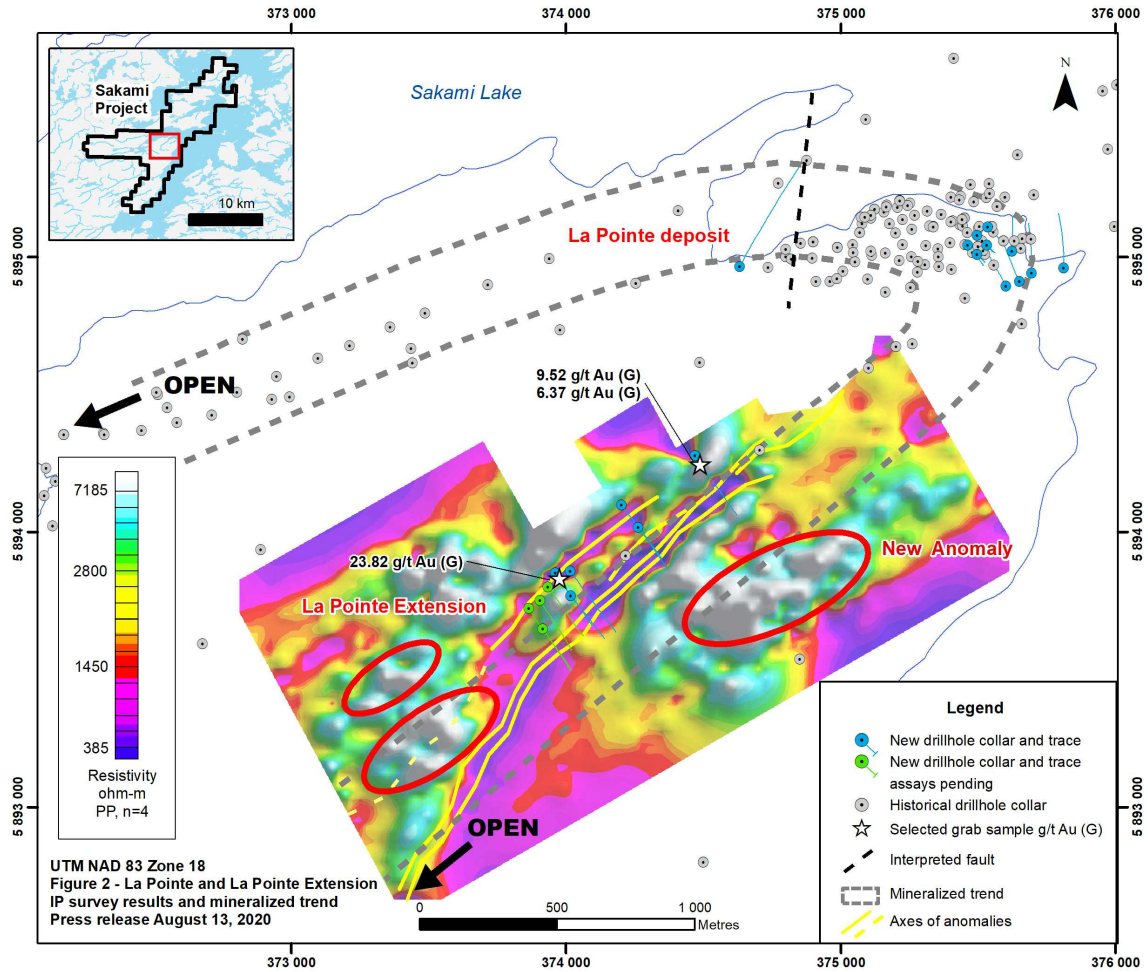 373 000
374 000
375 000
376 000
Sakami
Project
10 km
Sakami Lake
N
La Pointe deposit
5 895 000
5 895 000
OPEN
9.52 g/t Au (G)
6.37 g/t Au (G)
7185
2800
1450
385
Resistivity
ohm-m
PP, n=4
5 894 000
5 894 000
23.82 g/t Au (G)
New Anomaly
La Pointe Extension
Legend
New drillhole collar and trace
New drillhole collar and trace
assays pending
Historical drillhole collar
Selected grab sample g/t Au (G)
Interpreted fault
Mineralized trend
Axes of anomalies
5 893 000
5 893 000
OPEN
UTM NAD 83 Zone 18
Figure 2 - La Pointe and La Pointe Extension
IP survey results and mineralized trend
Press release August 13, 2020
0 500 1 000
Metres
373 000
374 000
375 000
376 000